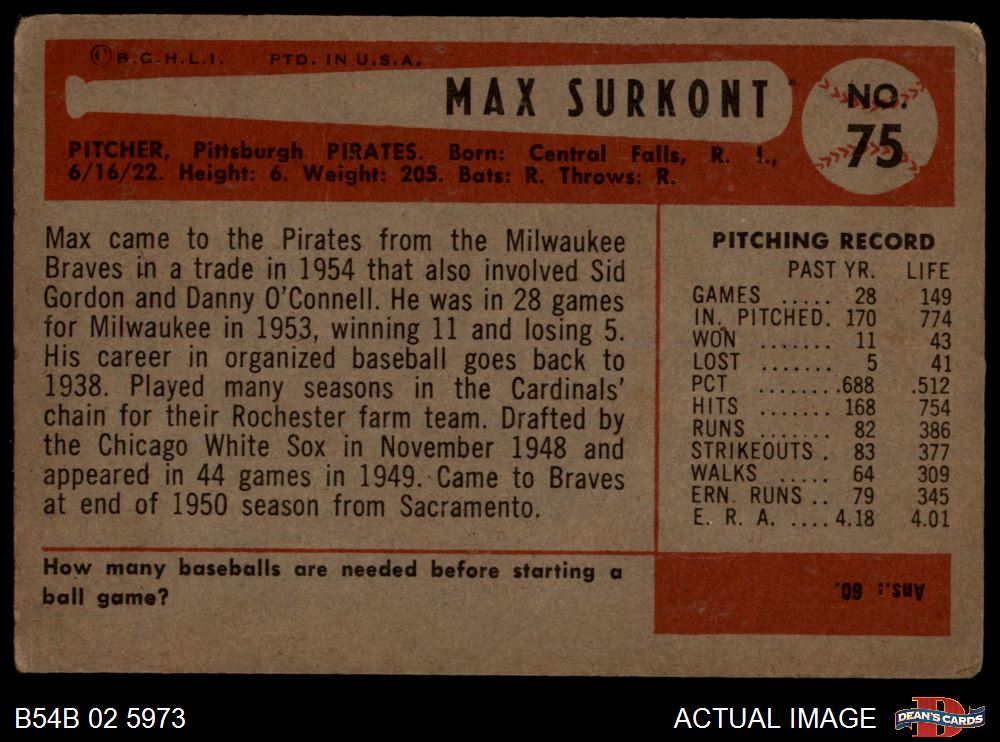 © B.G.H.L.I. PTD. IN U.S.A.
MAX SURKONT
NO.
75
PITCHER, Pittsburgh PIRATES. Born: Central Falls, R. I.,
6/16/22. Height: 6. Weight: 205. Bats: R. Throws: R.
Max came to the Pirates from the Milwaukee
Braves in a trade in 1954 that also involved Sid
Gordon and Danny O'Connell. He was in 28 games
for Milwaukee in 1953, winning 11 and losing 5.
His career in organized baseball goes back to
1938. Played many seasons in the Cardinals'
chain for their Rochester farm team. Drafted by
the Chicago White Sox in November 1948 and
appeared in 44 games in 1949. Came to Braves
at end of 1950 season from Sacramento.
PITCHING RECORD
PAST YR. LIFE
GAMES ..... 28 149
IN. PITCHED. 170 774
WON ....... 11 43
LOST ....... 5 41
PCT ........ .688 .512
HITS ....... 168 754
RUNS ....... 82 386
STRIKEOUTS . 83 377
WALKS ..... 64 309
ERN. RUNS .. 79 345
E. R. A. .... 4.18 4.01
How many baseballs are needed before starting a
ball game?
Ans.: 60.
B54B 02 5973
ACTUAL IMAGE
DEAN'S CARDS